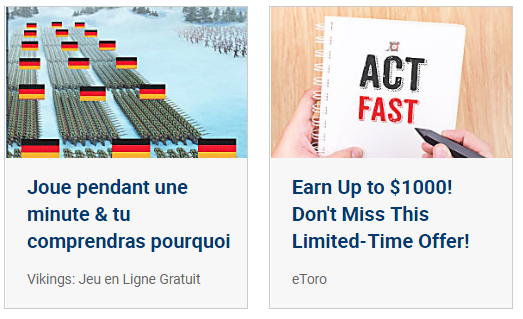 ACT
FAST
Joue pendant une
minute & tu
comprendras pourquoi
Vikings: Jeu en Ligne Gratuit
Earn Up to $1000!
Don't Miss This
Limited-Time Offer!
eToro